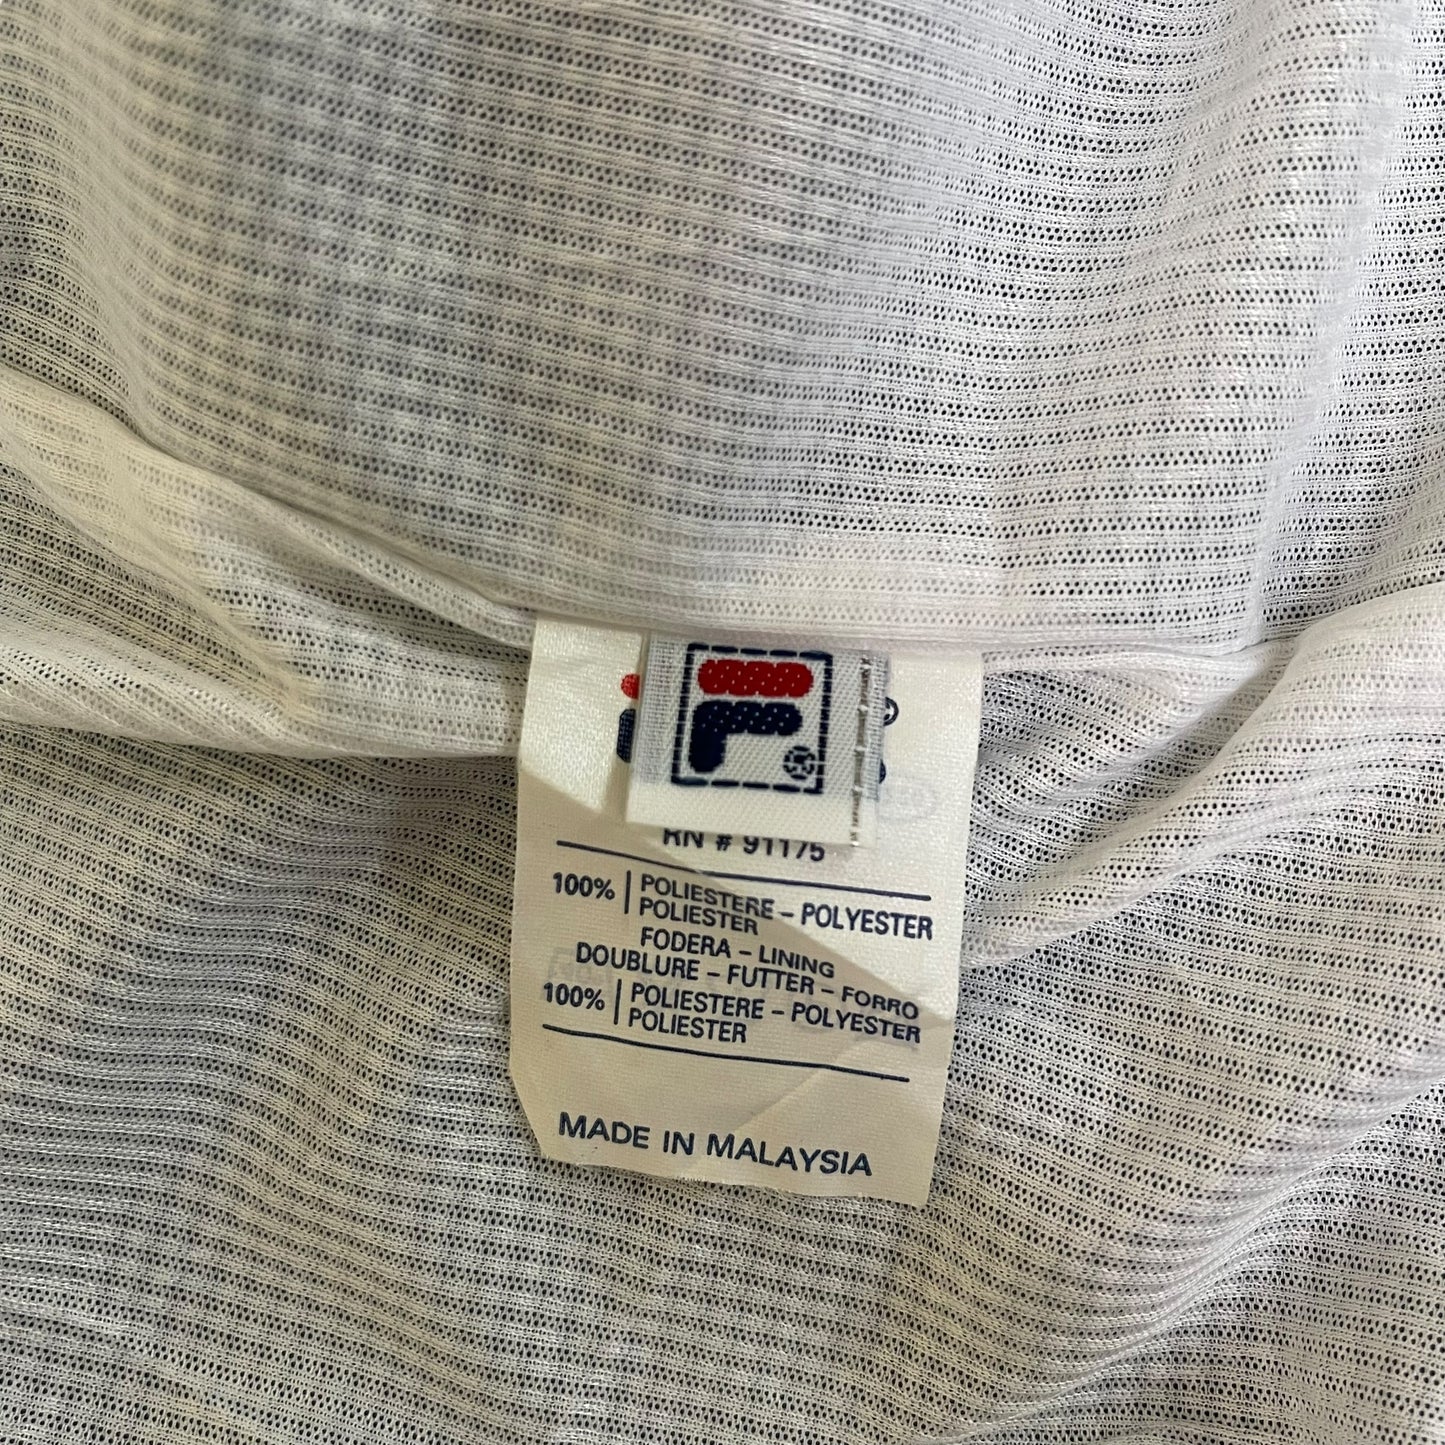 F
RN # 91175
100% | POLIESTERE – POLYESTER
POLIESTER
FODERA – LINING
DOUBLURE – FUTTER – FORRO
100% | POLIESTERE – POLYESTER
POLIESTER
MADE IN MALAYSIA